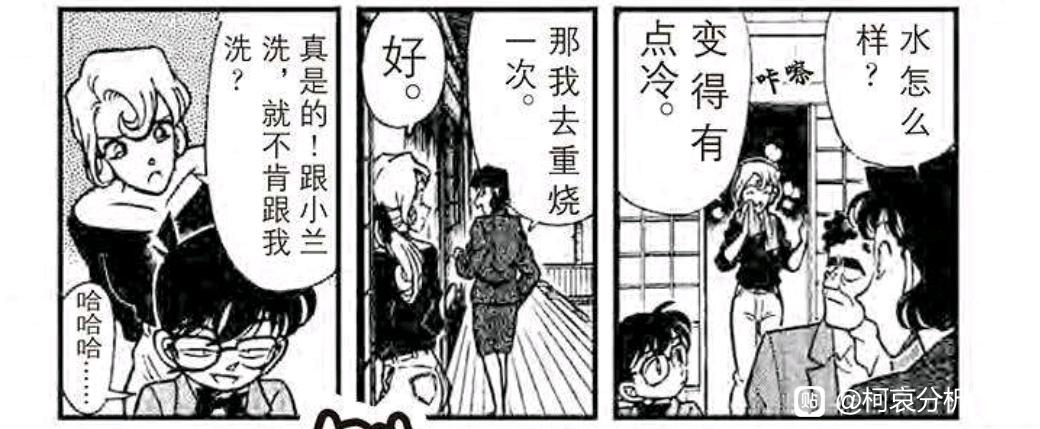 水怎么
样？
咔嚓
变得有
点冷。
那我去重烧
一次。
好。
真是的！跟小兰
洗，就不肯跟我
洗？
哈哈哈……
贴 @柯哀分析